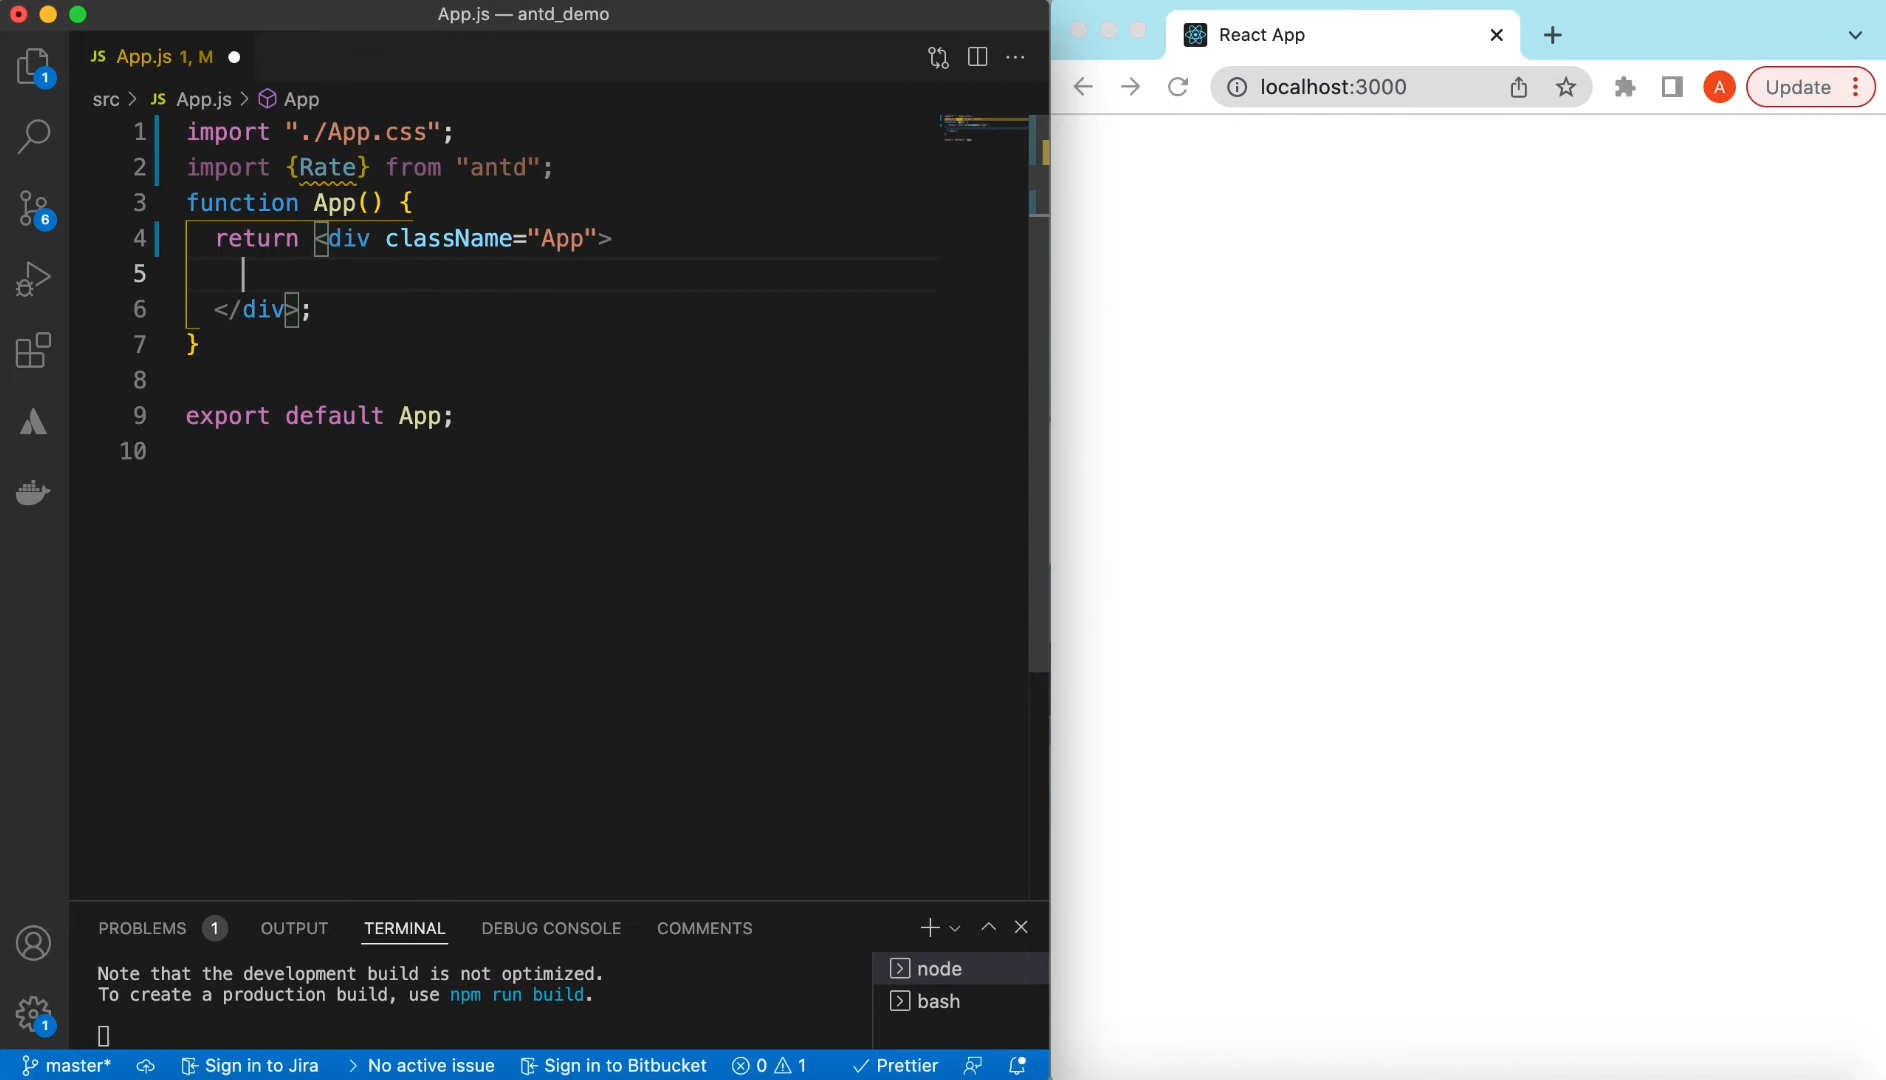 App.js — antd_demo
JS App.js 1, M
src > JS App.js > App
1 import "./App.css";
2 import {Rate} from "antd";
3 function App() {
4 return <div className="App">
5
6 </div>;
7 }
8
9 export default App;
10
1
6
1
PROBLEMS 1 OUTPUT TERMINAL DEBUG CONSOLE COMMENTS
Note that the development build is not optimized.
To create a production build, use npm run build.
node
bash
master* Sign in to Jira > No active issue Sign in to Bitbucket 0 1 Prettier
React App
localhost:3000 A Update